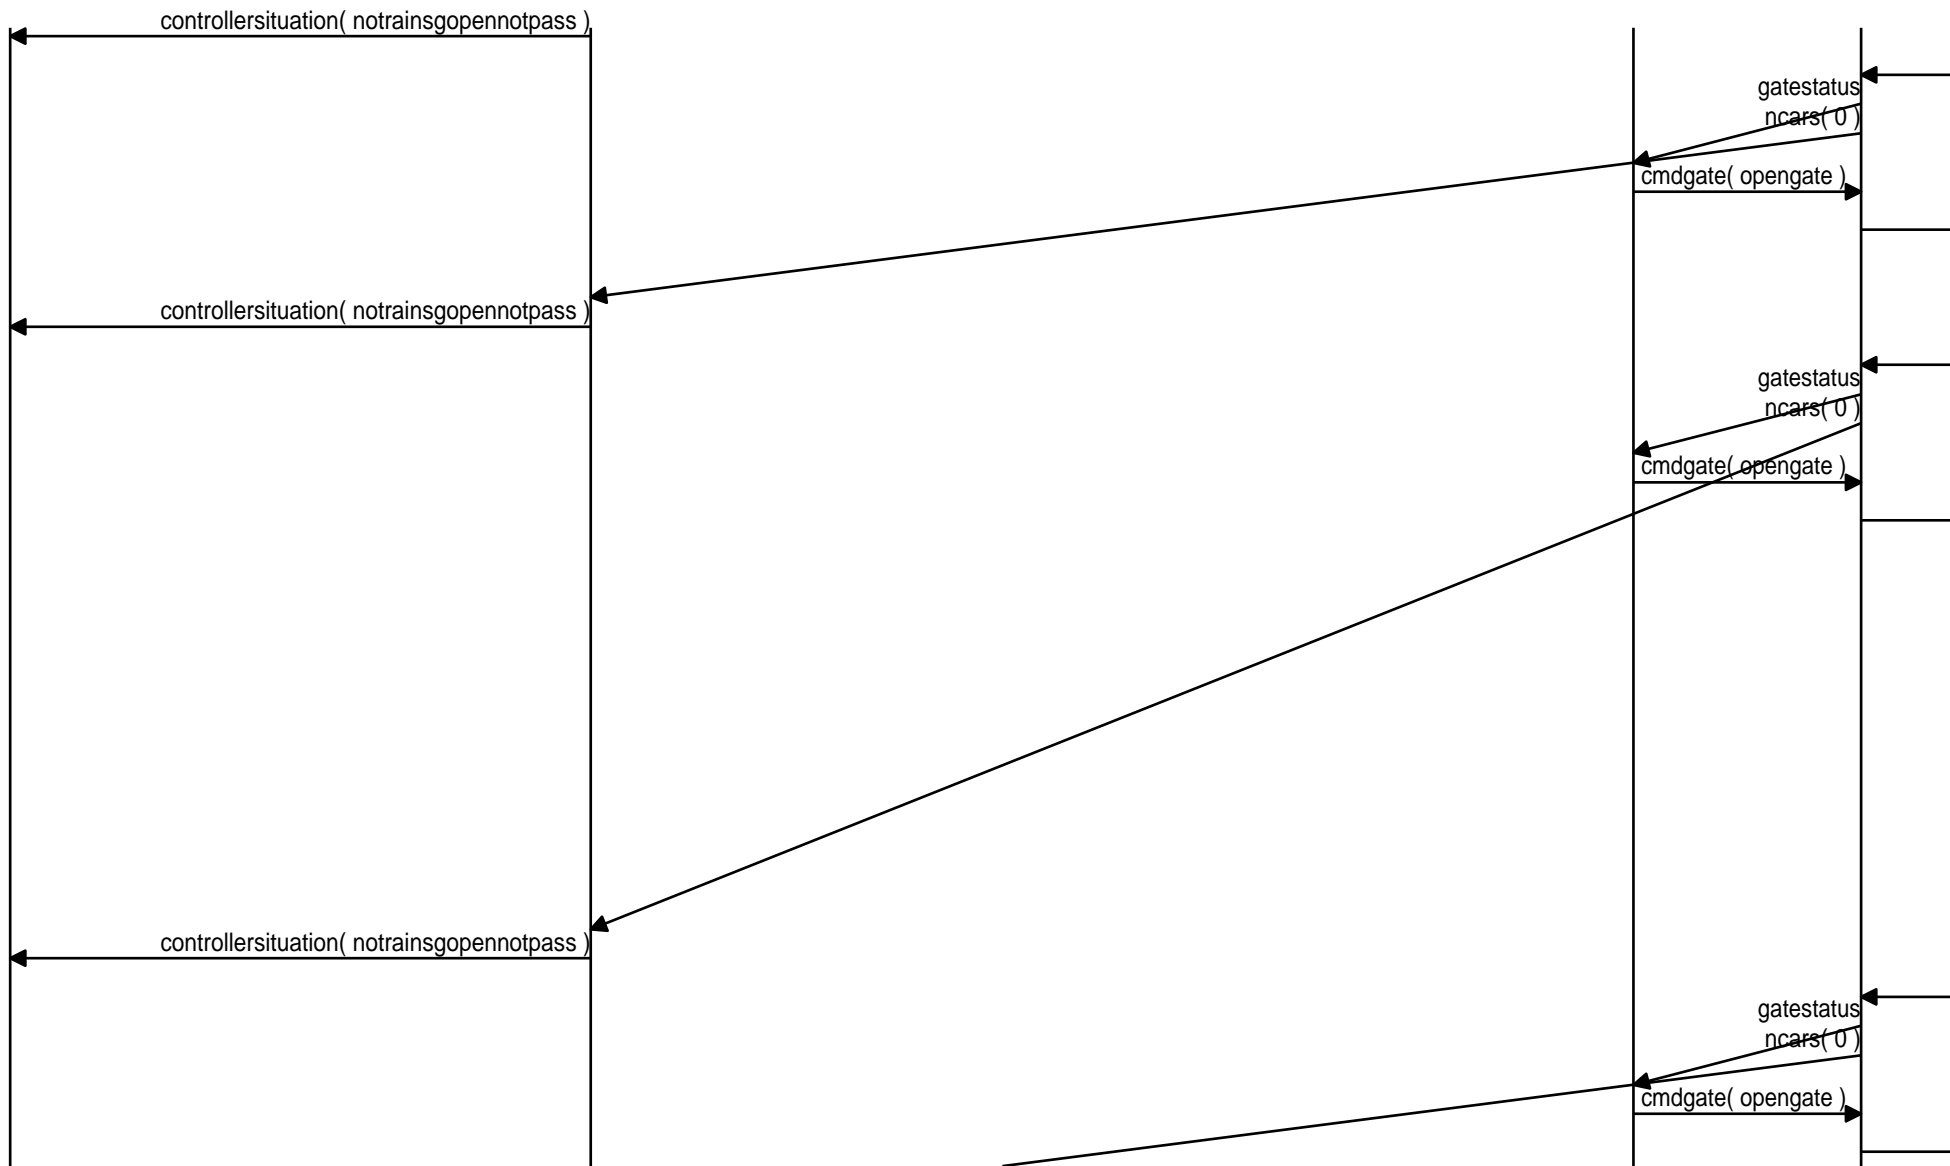 controllersituation( notrainsgopennotpass )
gatestatus
ncars( 0 )
cmdgate( opengate )
controllersituation( notrainsgopennotpass )
gatestatus
ncars( 0 )
cmdgate( opengate )
controllersituation( notrainsgopennotpass )
gatestatus
ncars( 0 )
cmdgate( opengate )